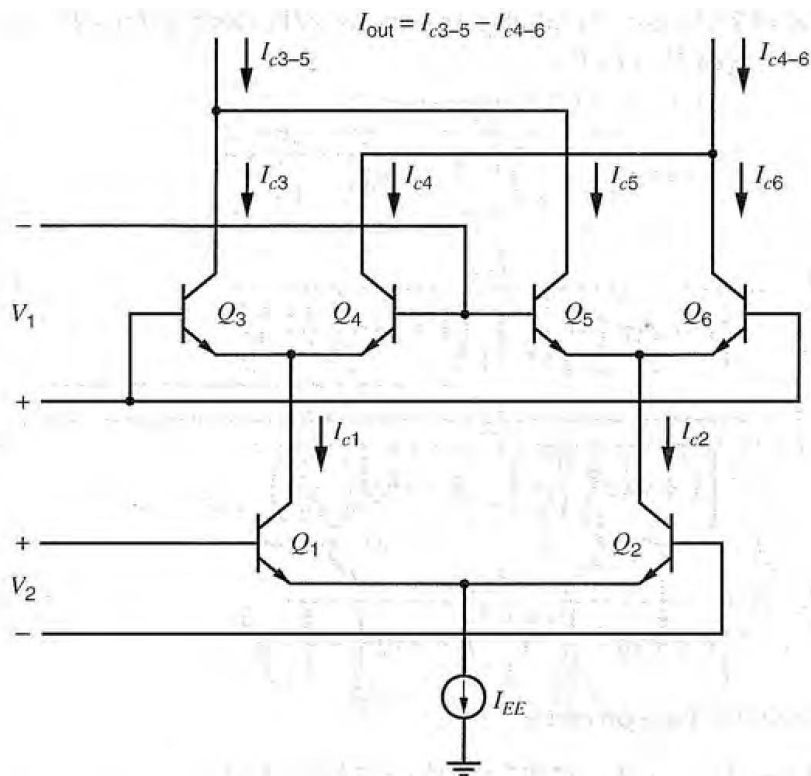 I_out = I_c3–5 − I_c4–6
I_c3–5
I_c4–6
I_c3
I_c4
I_c5
I_c6
−
V_1
Q_3
Q_4
Q_5
Q_6
+
I_c1
I_c2
+
Q_1
Q_2
V_2
−
I_EE